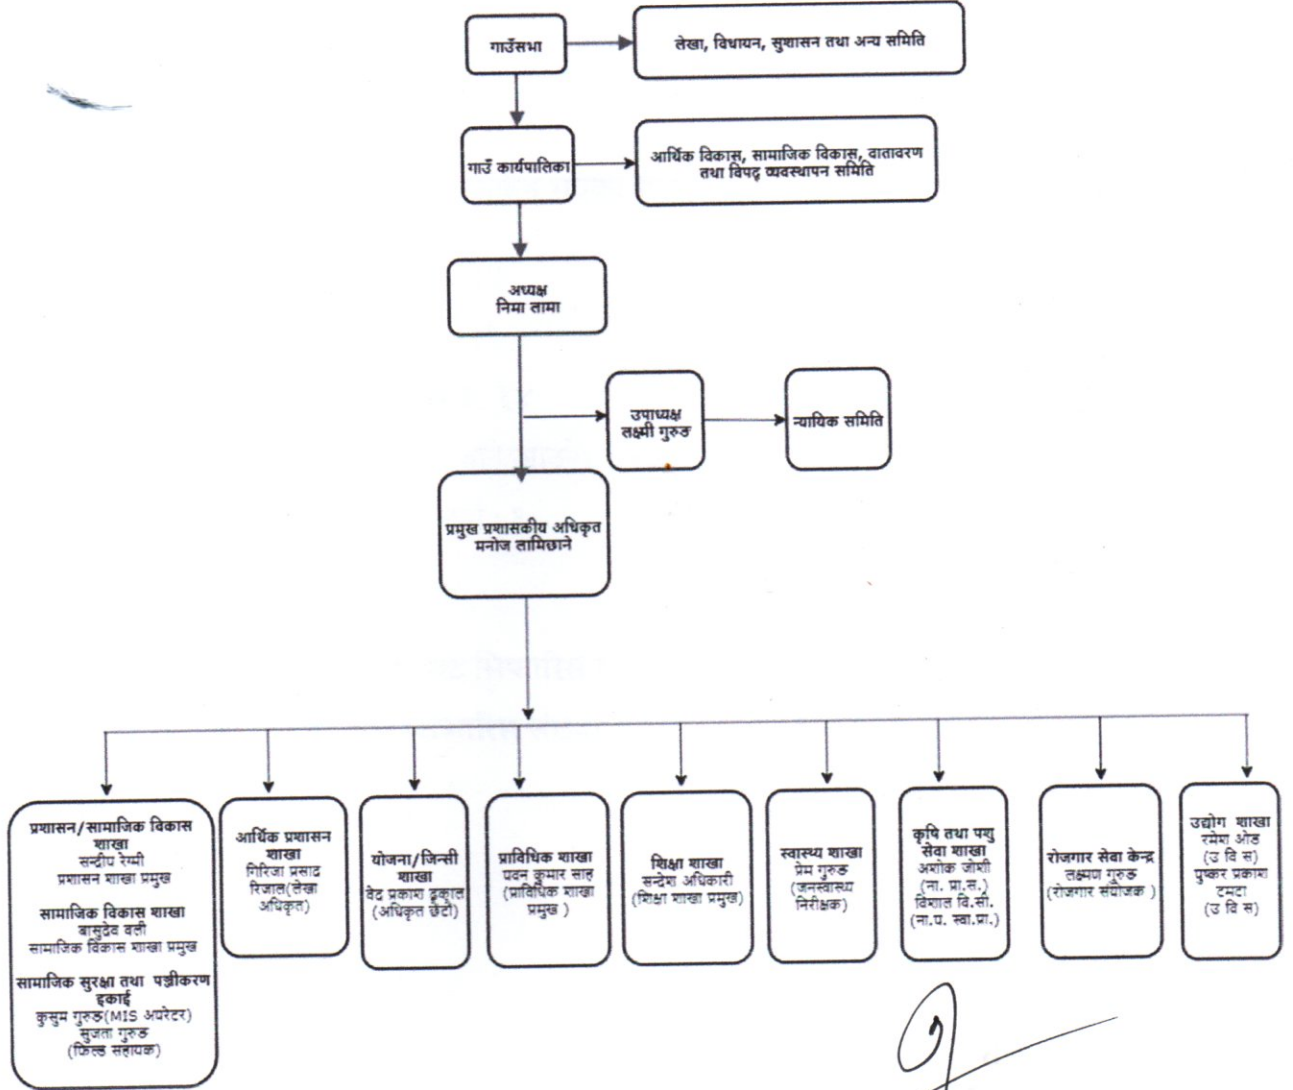 गाउँसभा
लेखा, विधायन, सुशासन तथा अन्य समिति
गाउँ कार्यपालिका
आर्थिक विकास, सामाजिक विकास, वातावरण
तथा विपद् व्यवस्थापन समिति
अध्यक्ष
निमा लामा
उपाध्यक्ष
लक्ष्मी गुरुङ
न्यायिक समिति
प्रमुख प्रशासकीय अधिकृत
मनोज लामिछाने
प्रशासन/सामाजिक विकास
शाखा
सन्दीप रेग्मी
प्रशासन शाखा प्रमुख
सामाजिक विकास शाखा
बासुदेव वली
सामाजिक विकास शाखा प्रमुख
सामाजिक सुरक्षा तथा पञ्जीकरण
इकाई
कुसुम गुरुङ(MIS अपरेटर)
सुजता गुरुङ
(फिल्ड सहायक)
आर्थिक प्रशासन
शाखा
गिरिजा प्रसाद
रिजाल(लेखा
अधिकृत)
योजना/जिन्सी
शाखा
वेद प्रकाश ढकाल
(अधिकृत छैटौ)
प्राविधिक शाखा
पवन कुमार साह
(प्राविधिक शाखा
प्रमुख )
शिक्षा शाखा
सन्देश अधिकारी
(शिक्षा शाखा प्रमुख)
स्वास्थ्य शाखा
प्रेम गुरुङ
(जनस्वास्थ्य
निरीक्षक)
कृषि तथा पशु
सेवा शाखा
अशोक जोशी
(ना. प्रा.स.)
विशाल वि.सी.
(ना.प. स्वा.प्रा.)
रोजगार सेवा केन्द्र
लक्ष्मण गुरुङ
(रोजगार संयोजक )
उद्योग शाखा
रमेश ओड
(उ वि स)
पुष्कर प्रकाश
टमटा
(उ वि स)